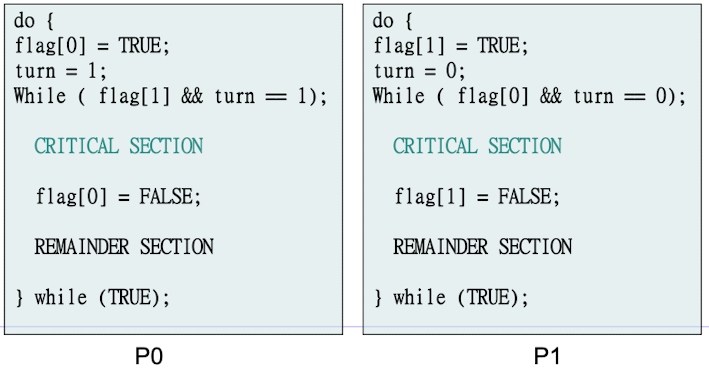 do {
flag[0] = TRUE;
turn = 1;
While ( flag[1] && turn == 1);
CRITICAL SECTION
flag[0] = FALSE;
REMAINDER SECTION
} while (TRUE);
P0
do {
flag[1] = TRUE;
turn = 0;
While ( flag[0] && turn == 0);
CRITICAL SECTION
flag[1] = FALSE;
REMAINDER SECTION
} while (TRUE);
P1